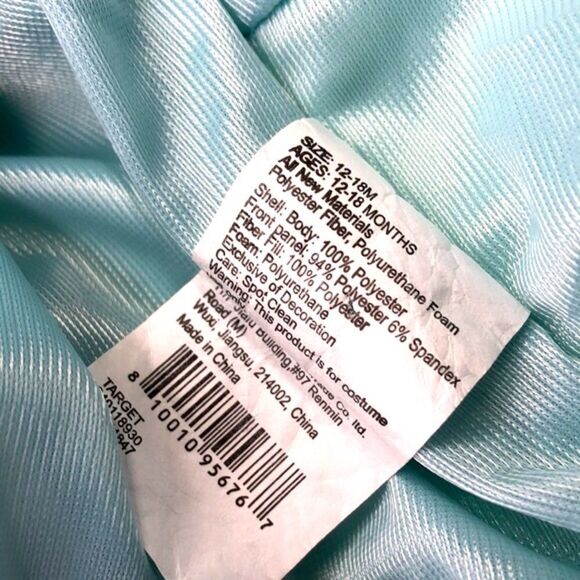 SIZE: 12-18M
AGES: 12-18 MONTHS
All New Materials
Polyester Fiber, Polyurethane Foam
Shell: Body: 100% Polyester
Front panel: 94% Polyester 6% Spandex
Fiber Fill: 100% Polyester
Foam: Polyurethane
Exclusive of Decoration
Care: Spot Clean
Warning: This product is for costume
Co. ltd.
building,#97 Renmin
Road (M)
Wuxi, Jiangsu, 214002, China
Made in China
8 10010 95676 7
TARGET